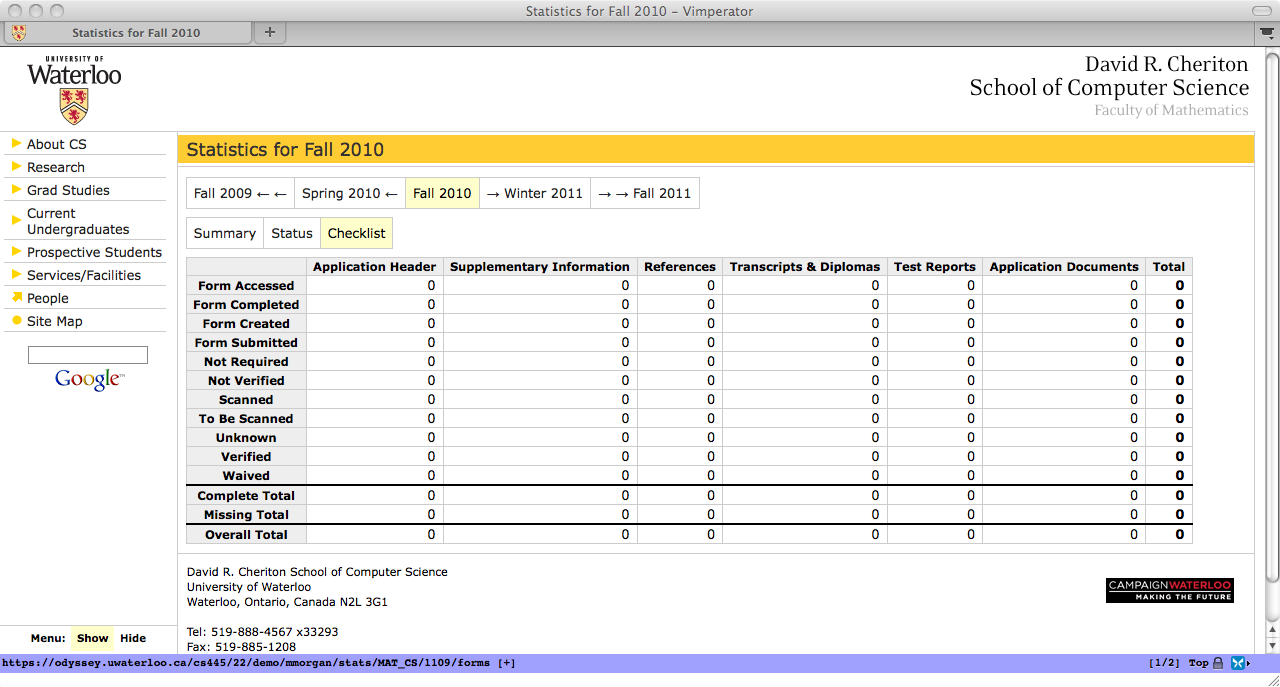 Statistics for Fall 2010 – Vimperator
Statistics for Fall 2010
UNIVERSITY OF
Waterloo
David R. Cheriton
School of Computer Science
Faculty of Mathematics
About CS
Research
Grad Studies
Current
Undergraduates
Prospective Students
Services/Facilities
People
Site Map
Google™
Statistics for Fall 2010
Fall 2009 ← ← Spring 2010 ← Fall 2010 → Winter 2011 → → Fall 2011
Summary Status Checklist
Application Header Supplementary Information References Transcripts & Diplomas Test Reports Application Documents Total
Form Accessed 0 0 0 0 0 0 0
Form Completed 0 0 0 0 0 0 0
Form Created 0 0 0 0 0 0 0
Form Submitted 0 0 0 0 0 0 0
Not Required 0 0 0 0 0 0 0
Not Verified 0 0 0 0 0 0 0
Scanned 0 0 0 0 0 0 0
To Be Scanned 0 0 0 0 0 0 0
Unknown 0 0 0 0 0 0 0
Verified 0 0 0 0 0 0 0
Waived 0 0 0 0 0 0 0
Complete Total 0 0 0 0 0 0 0
Missing Total 0 0 0 0 0 0 0
Overall Total 0 0 0 0 0 0 0
David R. Cheriton School of Computer Science
University of Waterloo
Waterloo, Ontario, Canada N2L 3G1
Tel: 519-888-4567 x33293
Fax: 519-885-1208
CAMPAIGNWATERLOO
MAKING THE FUTURE
Menu: Show Hide
https://odyssey.uwaterloo.ca/cs445/22/demo/mmorgan/stats/MAT_CS/1109/forms [+] [1/2] Top